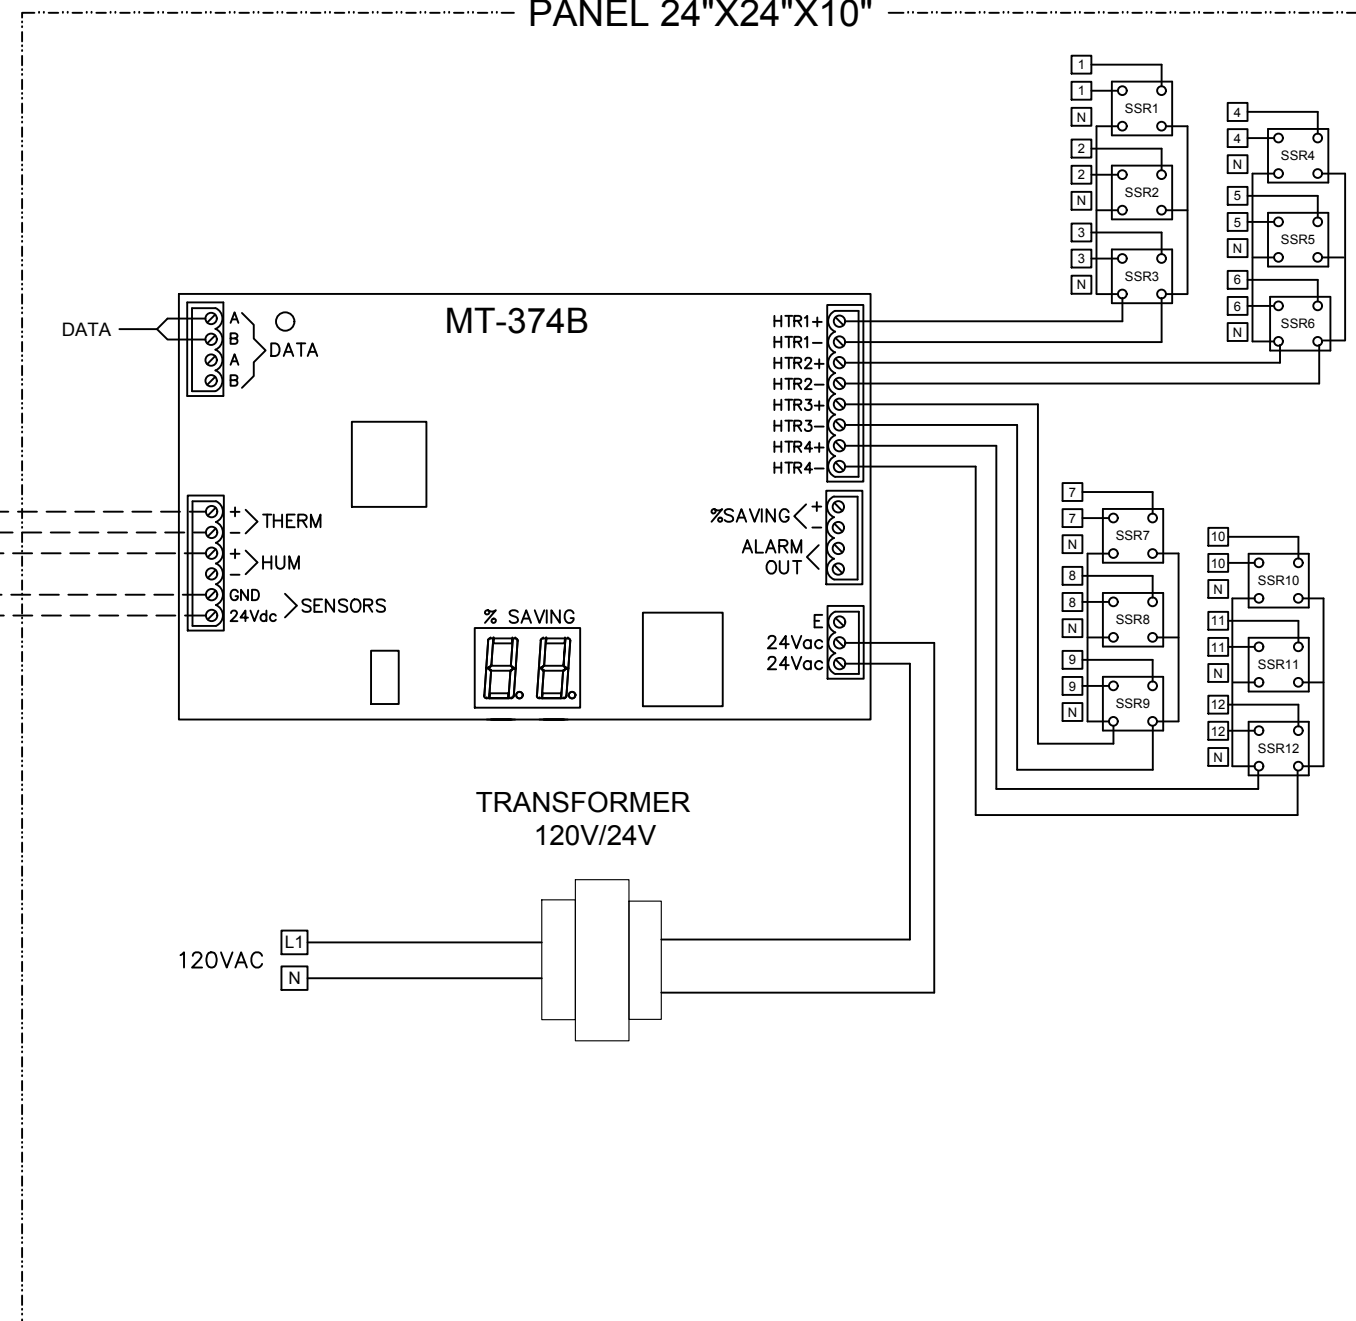 PANEL 24"X24"X10"
1
1
N
SSR1
2
2
N
SSR2
3
3
N
SSR3
4
4
N
SSR4
5
5
N
SSR5
6
6
N
SSR6
MT-374B
DATA
A
B
A
B
DATA
HTR1+
HTR1-
HTR2+
HTR2-
HTR3+
HTR3-
HTR4+
HTR4-
+
-
THERM
+
-
HUM
GND
24Vdc
SENSORS
%SAVING
+
-
ALARM
OUT
E
24Vac
24Vac
% SAVING
8.8.
7
7
N
SSR7
8
8
N
SSR8
9
9
N
SSR9
10
10
N
SSR10
11
11
N
SSR11
12
12
N
SSR12
TRANSFORMER
120V/24V
120VAC
L1
N